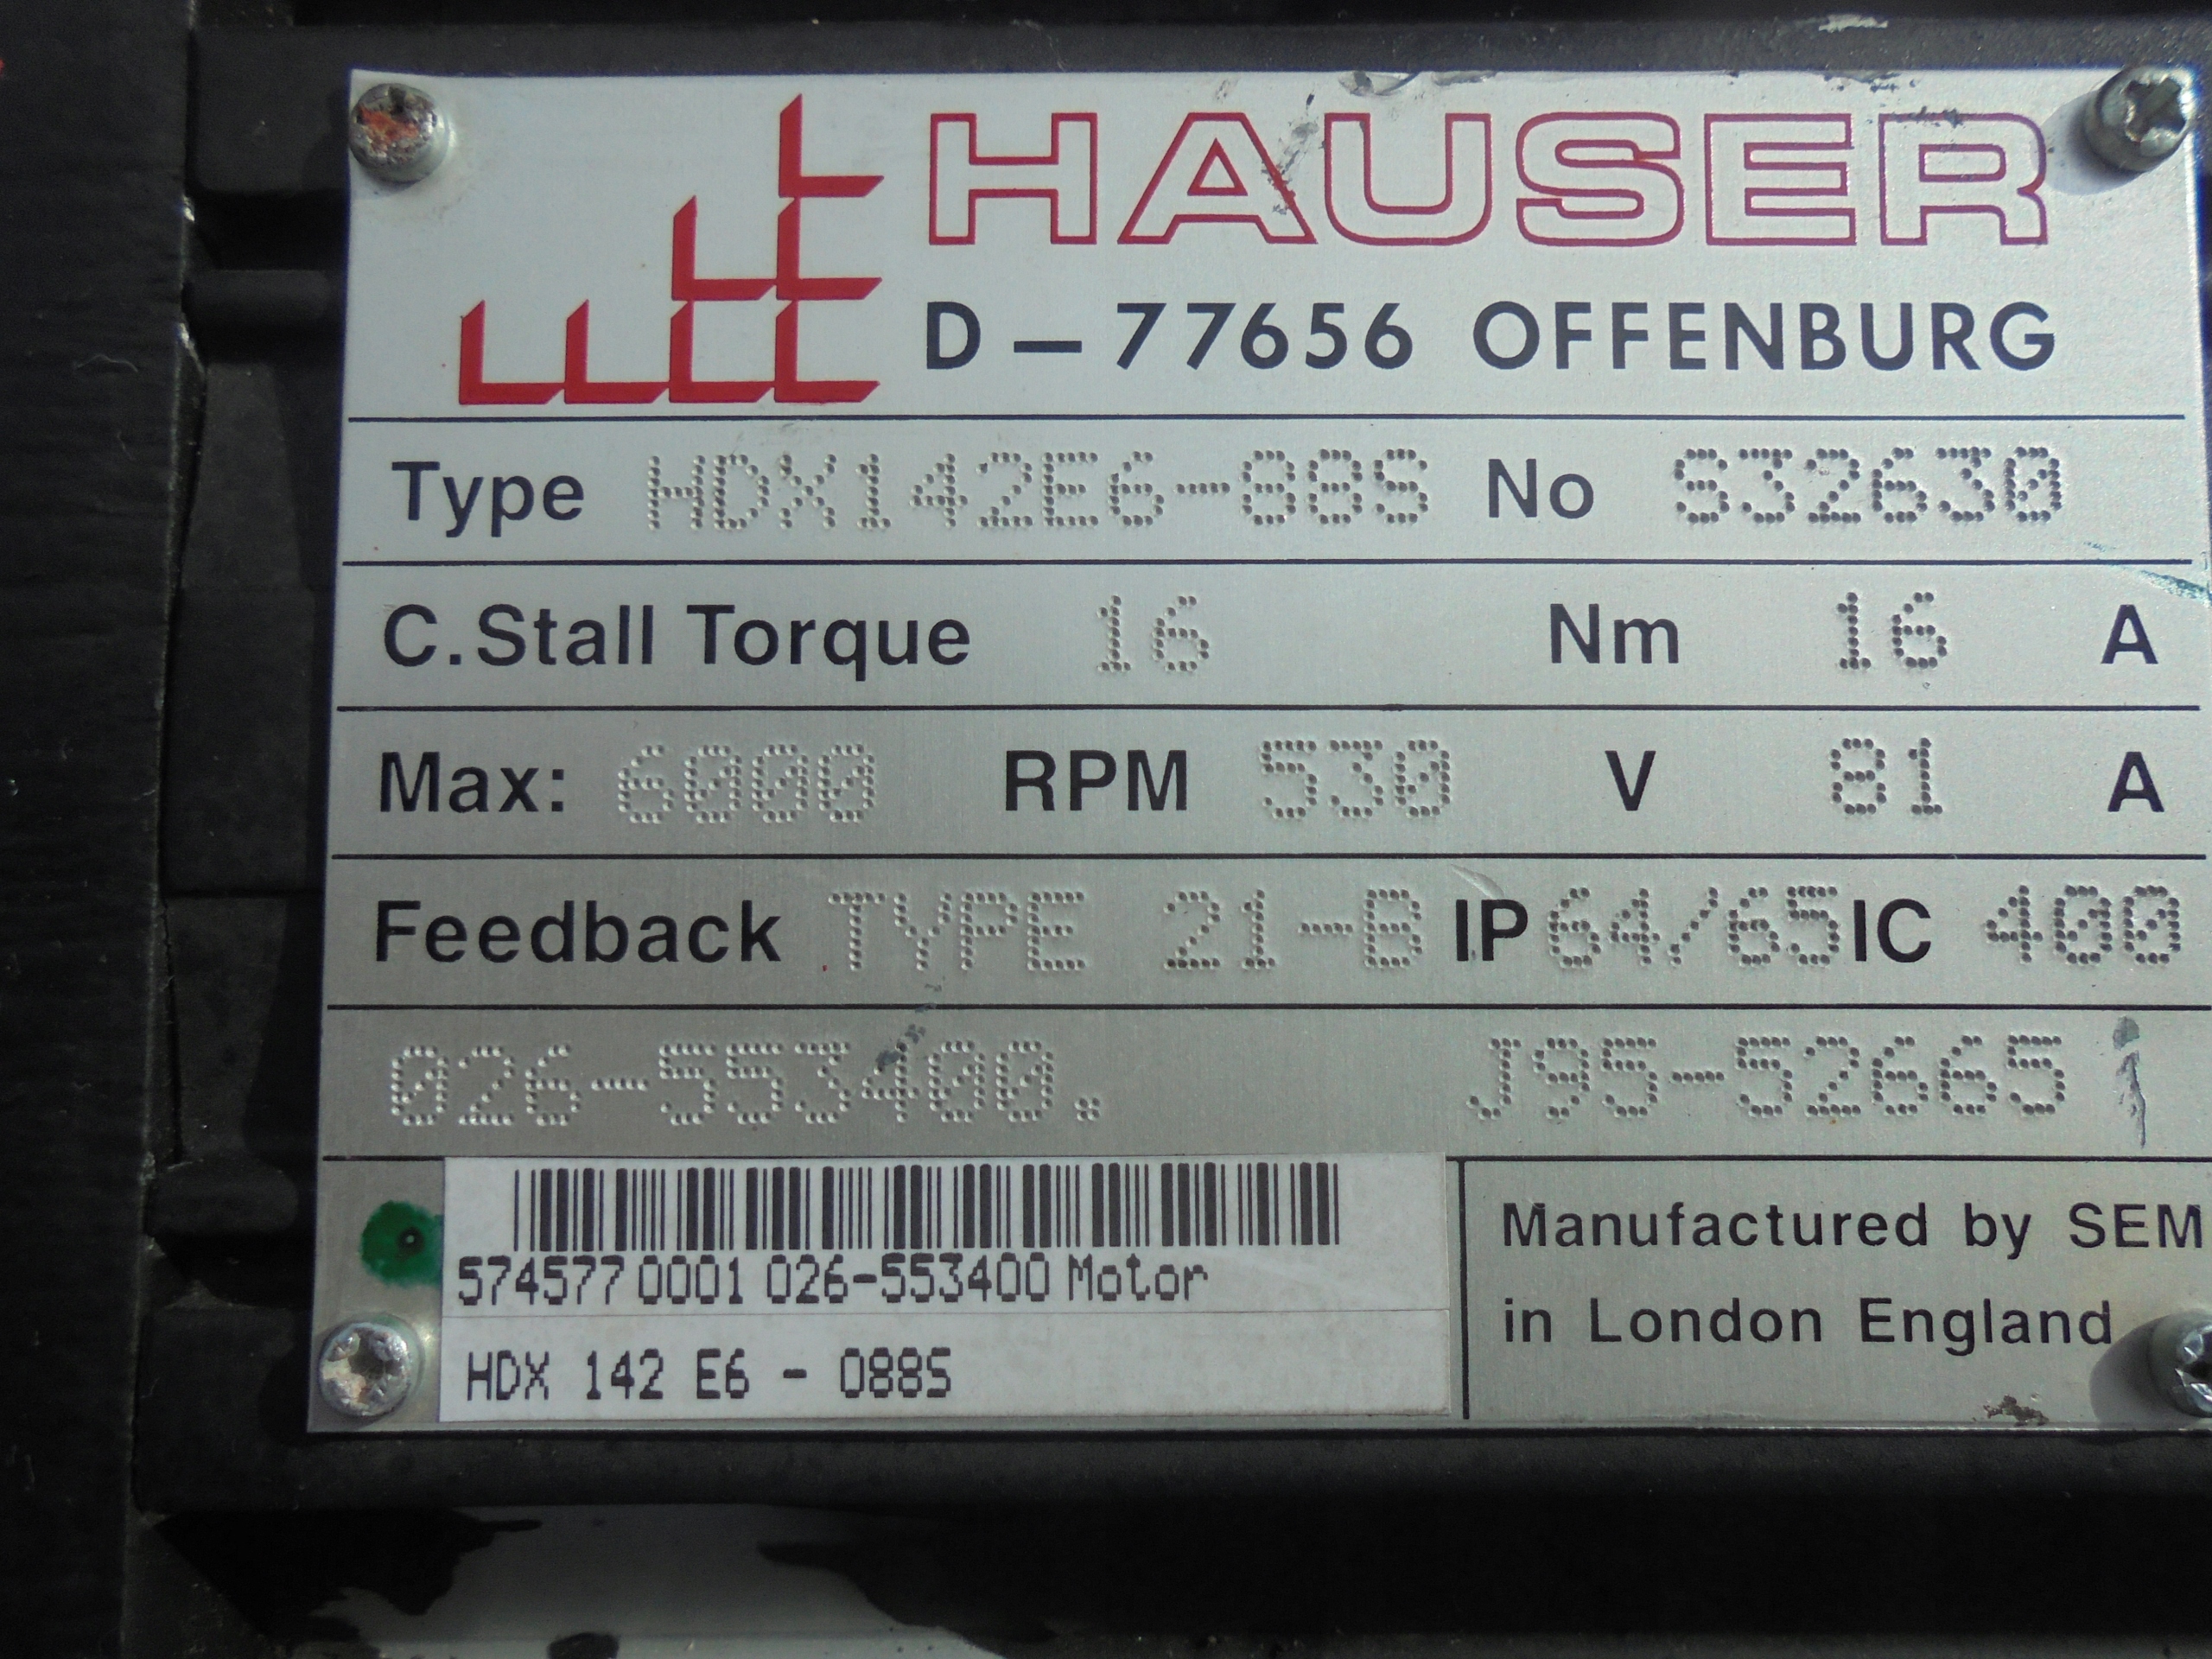 HAUSER
D-77656 OFFENBURG
Type HDX142E6-88S No S32630
C.Stall Torque 16 Nm 16 A
Max: 6000 RPM 530 V 81 A
Feedback TYPE 21-B IP 64/65 IC 400
026-553400. J95-52665
574577 0001 026-553400 Motor
HDX 142 E6 - 088S
Manufactured by SEM
in London England